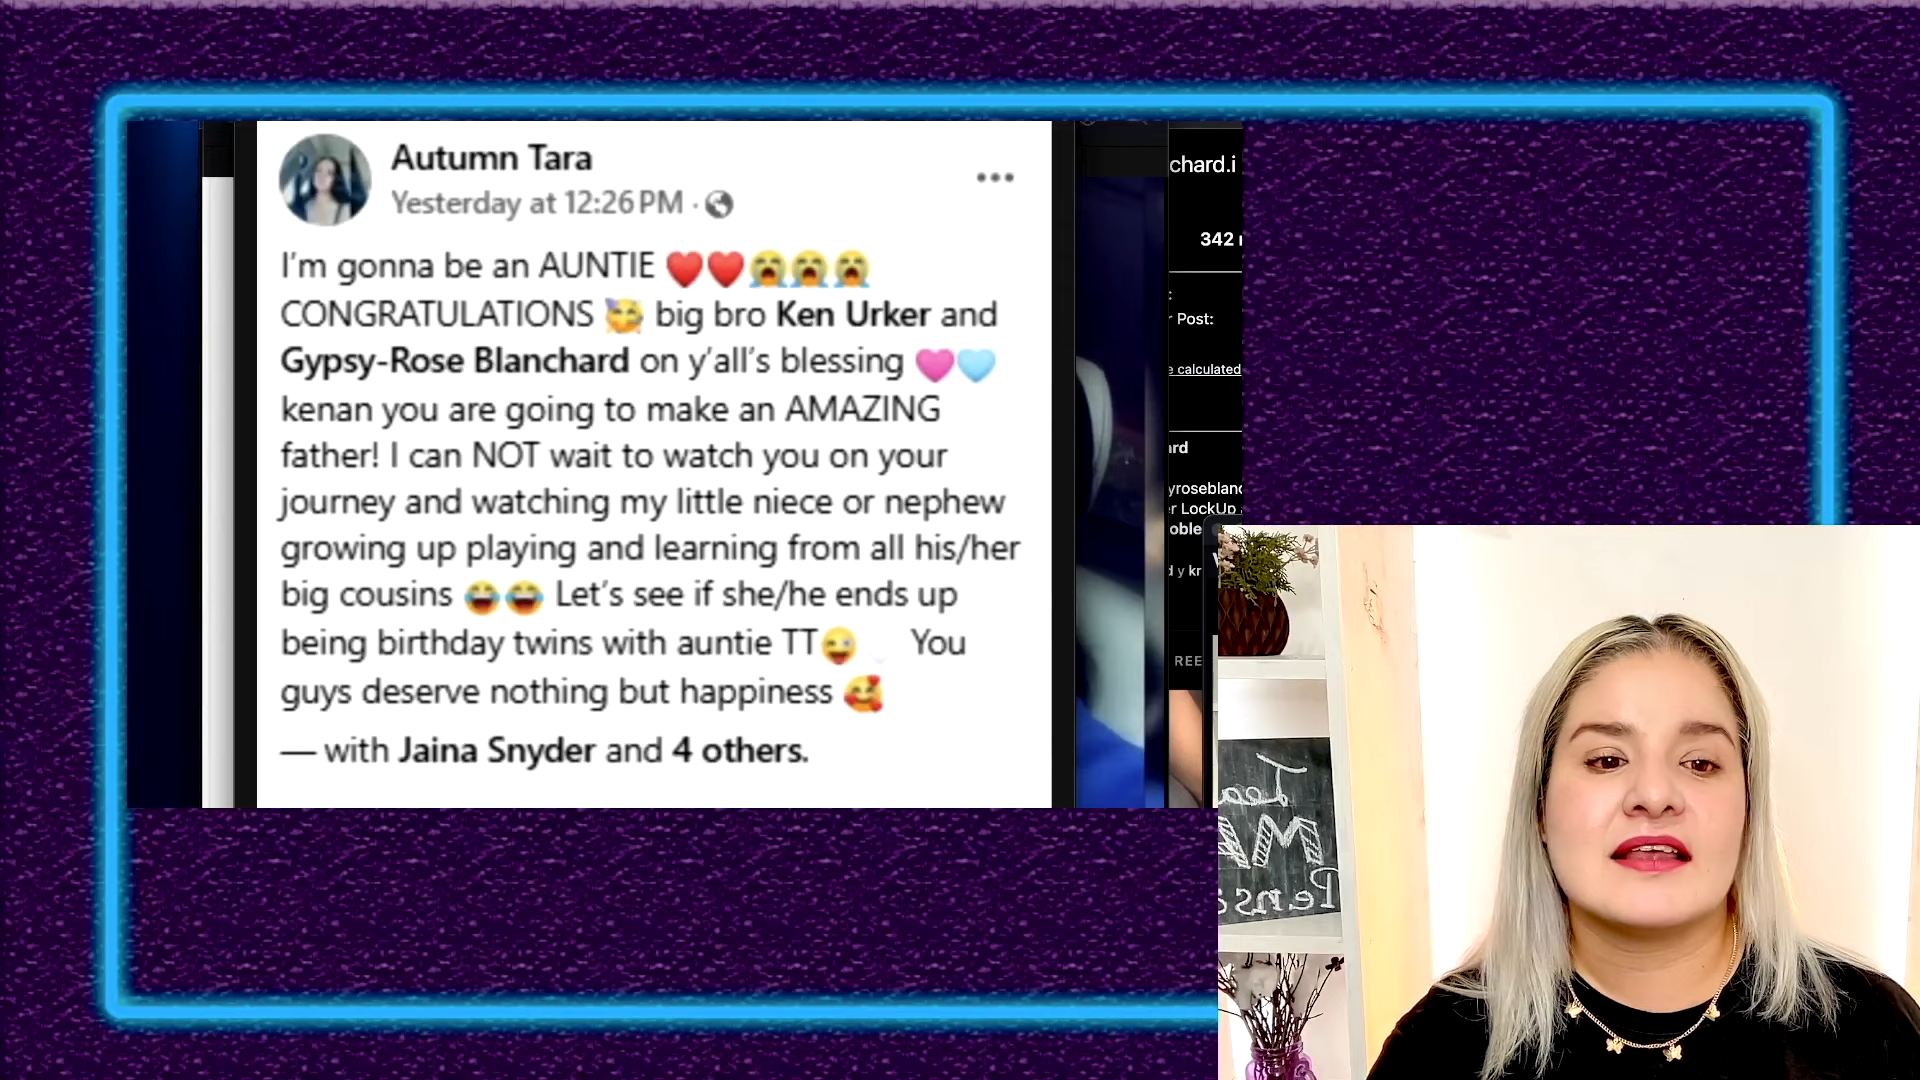 Autumn Tara
Yesterday at 12:26 PM ·
I'm gonna be an AUNTIE ❤️❤️😭😭😭
CONGRATULATIONS 🥳 big bro Ken Urker and
Gypsy-Rose Blanchard on y'all's blessing 🩷🩵
kenan you are going to make an AMAZING
father! I can NOT wait to watch you on your
journey and watching my little niece or nephew
growing up playing and learning from all his/her
big cousins 😂😂 Let's see if she/he ends up
being birthday twins with auntie TT😜 You
guys deserve nothing but happiness 🥰
— with Jaina Snyder and 4 others.
chard.i
342
Post:
calculated
LockUp
y kr
REE